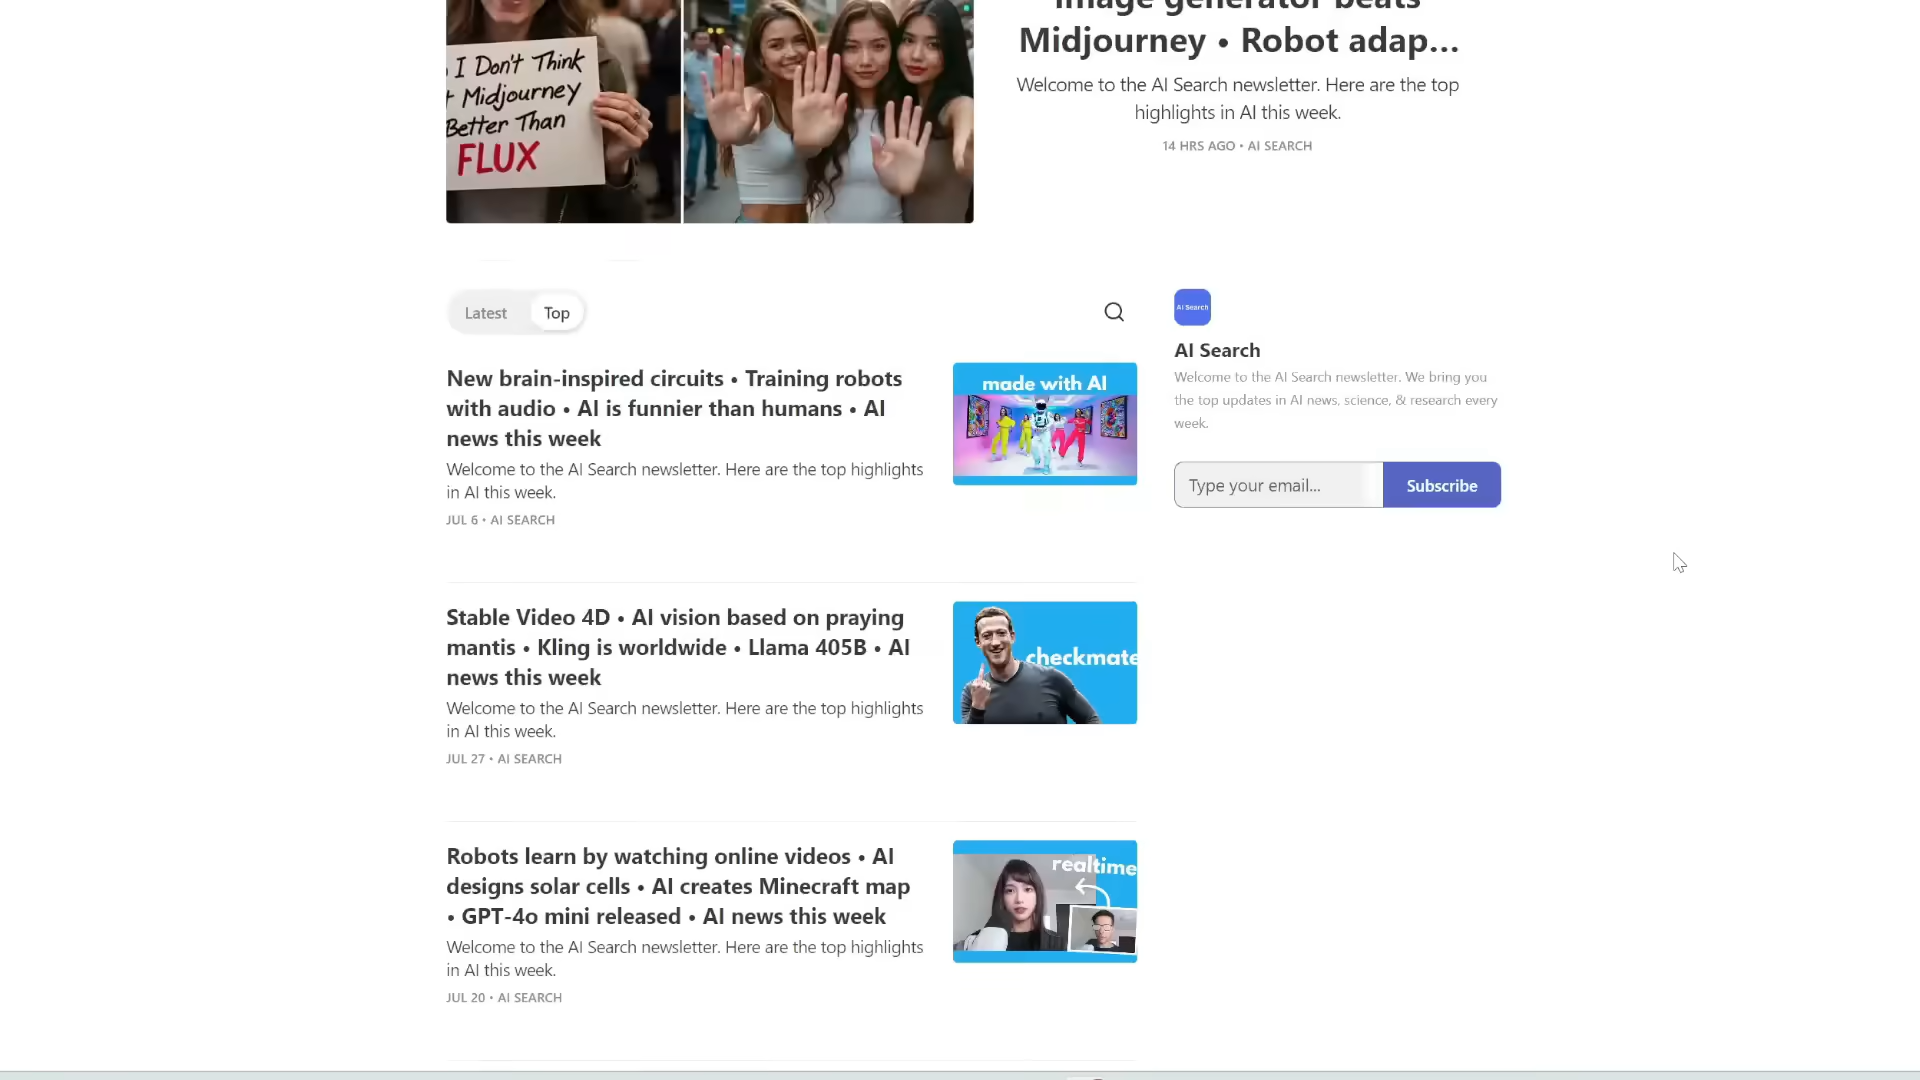 Image generator beats
Midjourney • Robot adap...
Welcome to the AI Search newsletter. Here are the top
highlights in AI this week.
14 HRS AGO • AI SEARCH
I Don't Think
Midjourney
Better Than
FLUX
Latest
Top
New brain-inspired circuits • Training robots
with audio • AI is funnier than humans • AI
news this week
Welcome to the AI Search newsletter. Here are the top highlights
in AI this week.
JUL 6 • AI SEARCH
made with AI
Stable Video 4D • AI vision based on praying
mantis • Kling is worldwide • Llama 405B • AI
news this week
Welcome to the AI Search newsletter. Here are the top highlights
in AI this week.
JUL 27 • AI SEARCH
checkmate
Robots learn by watching online videos • AI
designs solar cells • AI creates Minecraft map
• GPT-4o mini released • AI news this week
Welcome to the AI Search newsletter. Here are the top highlights
in AI this week.
JUL 20 • AI SEARCH
realtime
AI Search
AI Search
Welcome to the AI Search newsletter. We bring you
the top updates in AI news, science, & research every
week.
Type your email...
Subscribe